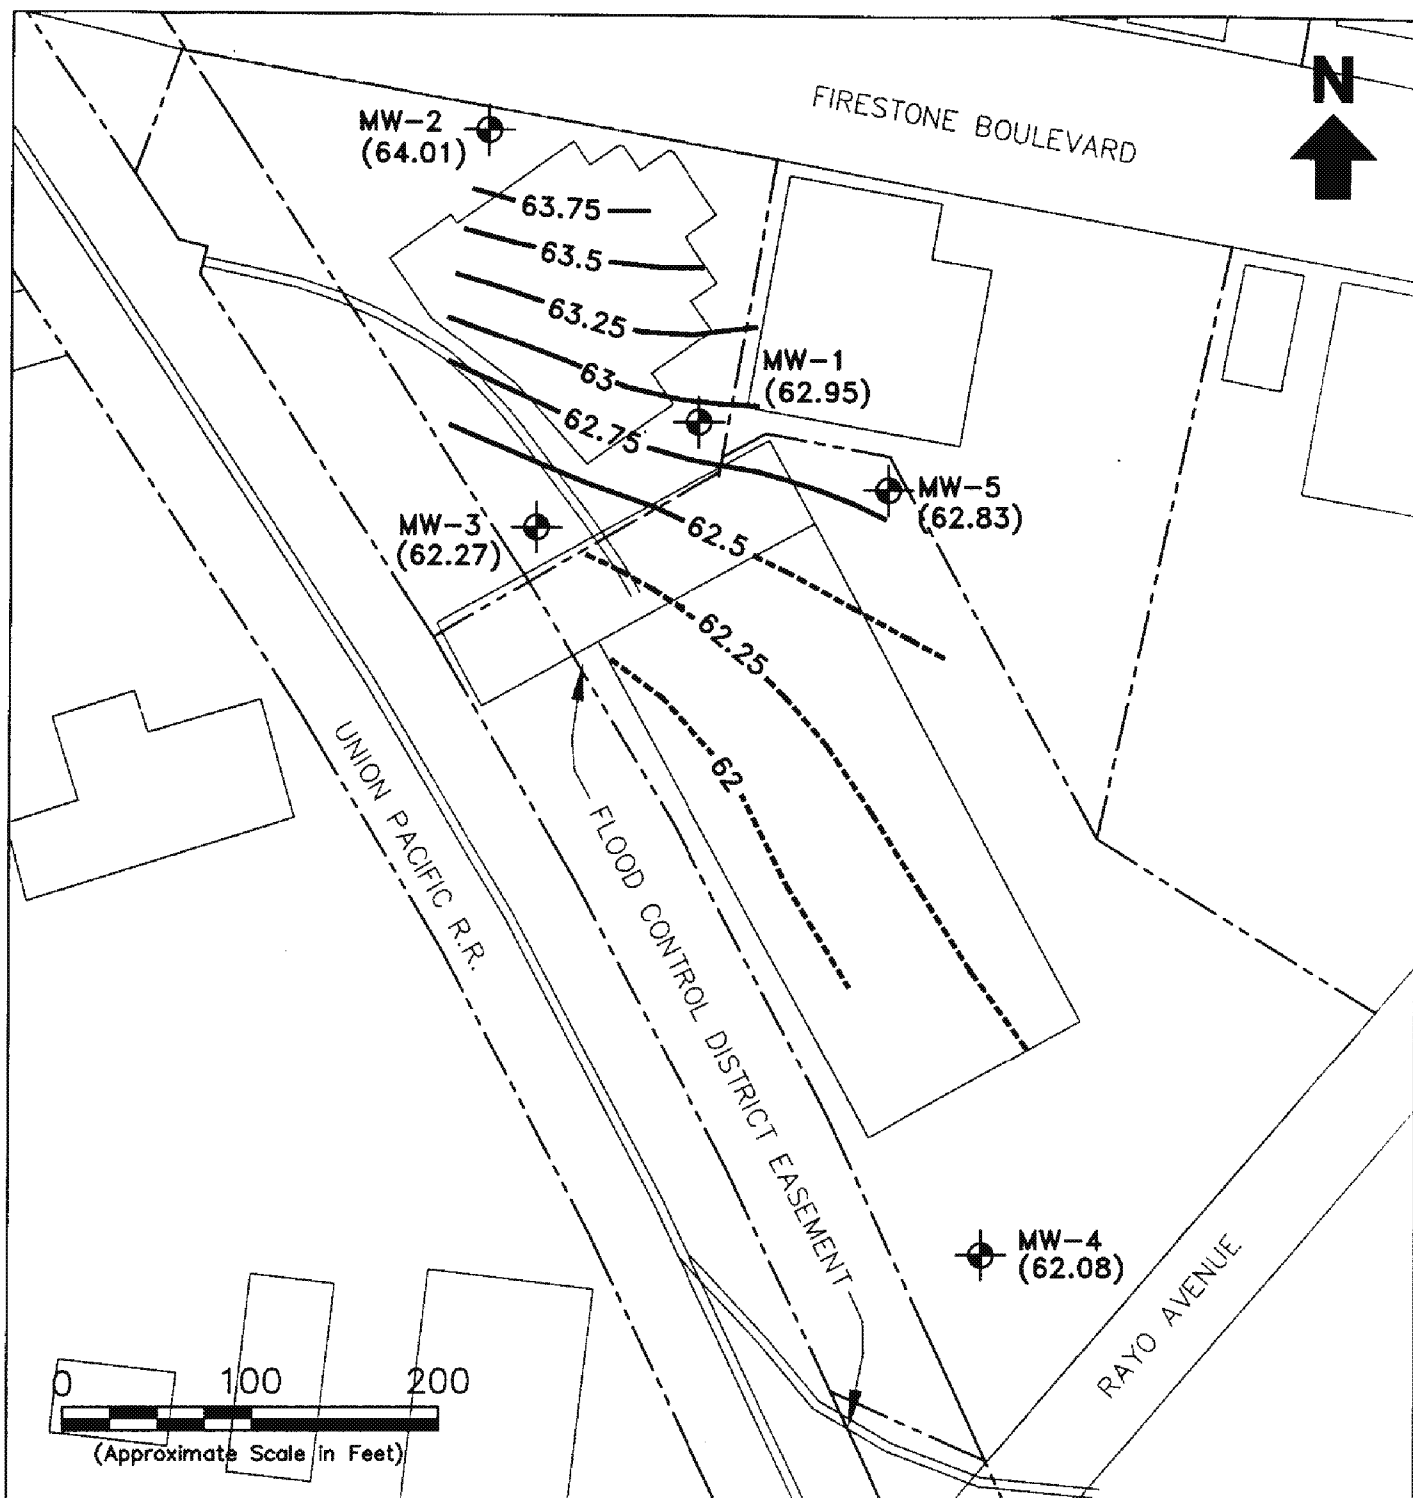 N
FIRESTONE BOULEVARD
MW-2
(64.01)
63.75
63.5
63.25
63
MW-1
(62.95)
62.75
MW-5
(62.83)
62.5
MW-3
(62.27)
62.25
62
UNION PACIFIC R.R.
FLOOD CONTROL DISTRICT EASEMENT
MW-4
(62.08)
RAYO AVENUE
0 100 200
(Approximate Scale in Feet)